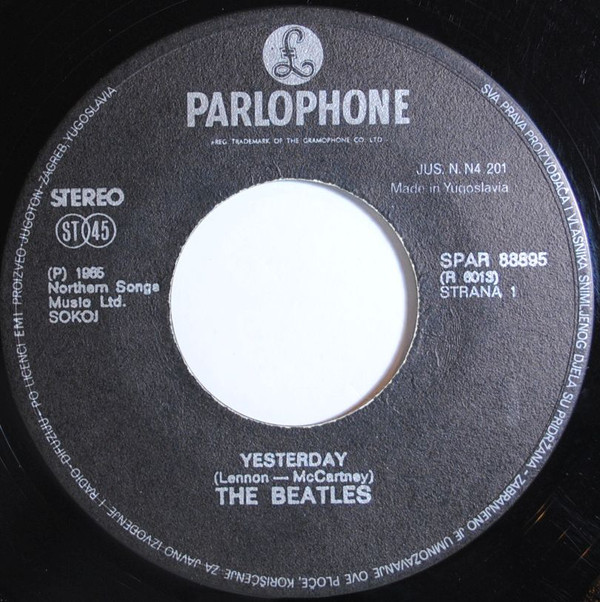 £
PARLOPHONE
REG. TRADEMARK OF THE GRAMOPHONE CO. LTD
JUS. N. N4 201
Made in Yugoslavia
STEREO
ST 45
(P) 1965
Northern Songs
Music Ltd.
SOKOJ
SPAR 88895
(R 6013)
STRANA 1
YESTERDAY
(Lennon — McCartney)
THE BEATLES
SVA PRAVA PROIZVOĐAČA I VLASNIKA SNIMLJENOG DJELA SU PRIDRŽANA - ZABRANJENO JE UMNOŽAVANJE OVE PLOČE, KORIŠĆENJE ZA JAVNO IZVOĐENJE I RADIO-DIFUZIJU - PO LICENCI EMI PROIZVEO JUGOTON-ZAGREB, YUGOSLAVIA